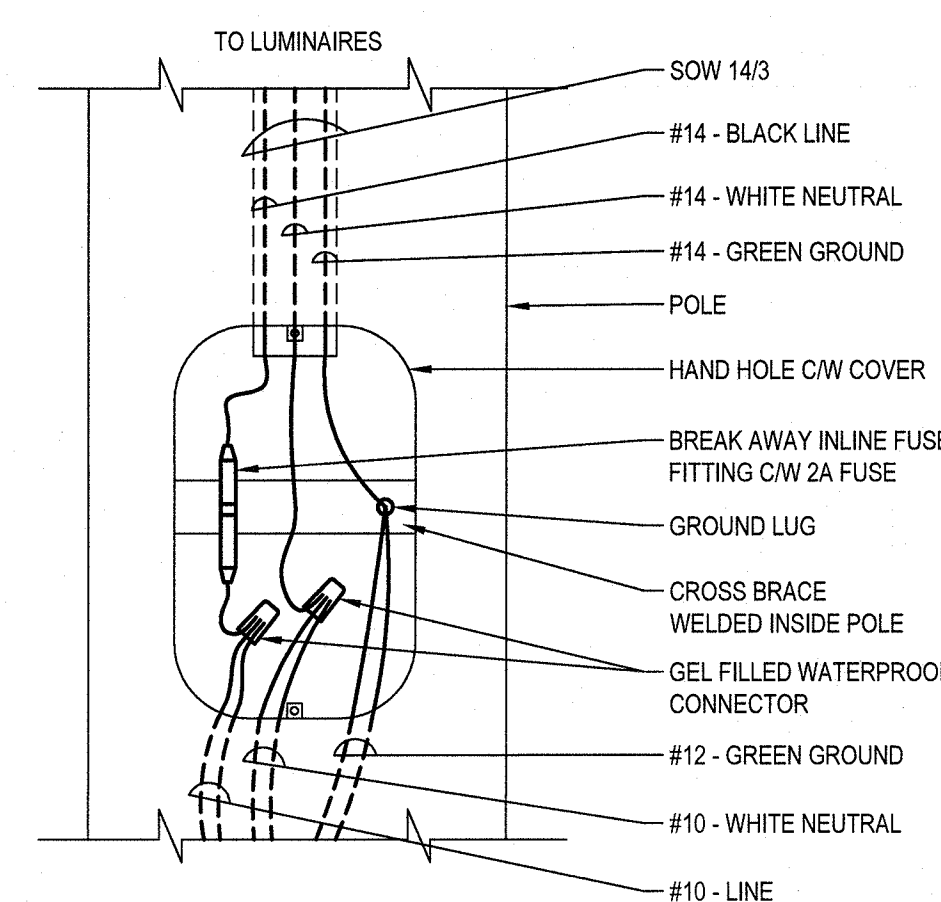 TO LUMINAIRES
SOW 14/3
#14 - BLACK LINE
#14 - WHITE NEUTRAL
#14 - GREEN GROUND
POLE
HAND HOLE C/W COVER
BREAK AWAY INLINE FUSE
FITTING C/W 2A FUSE
GROUND LUG
CROSS BRACE
WELDED INSIDE POLE
GEL FILLED WATERPROOF
CONNECTOR
#12 - GREEN GROUND
#10 - WHITE NEUTRAL
#10 - LINE